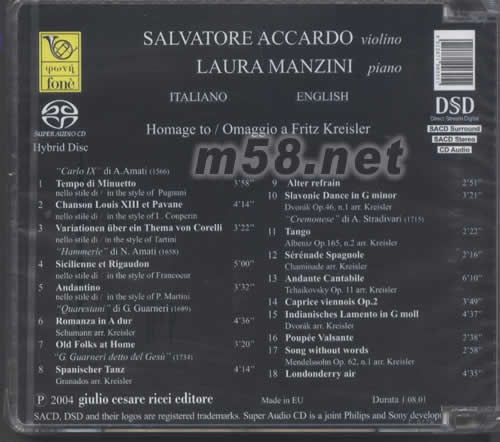 SALVATORE ACCARDO violino
LAURA MANZINI piano
φωνή
fonè
SUPER AUDIO CD
Hybrid Disc
ITALIANO ENGLISH
DSD
Direct Stream Digital
SACD Surround
SACD Stereo
CD Audio
Homage to / Omaggio a Fritz Kreisler
m58.net
"Carlo IX" di A.Amati (1566)
1 Tempo di Minuetto 3'58"
nello stile di / in the style of Pugnani
2 Chanson Louis XIII et Pavane 4'14"
nello stile di / in the style of L. Couperin
3 Variationen über ein Thema von Corelli 3'22"
nello stile di / in the style of Tartini
"Hammerle" di N. Amati (1658)
4 Sicilienne et Rigaudon 5'00"
nello stile di / in the style of Francoeur
5 Andantino 3'32"
nello stile di / in the style of P. Martini
"Quarestani" di G. Guarneri (1689)
6 Romanza in A dur 4'36"
Schumann arr. Kreisler
7 Old Folks at Home 3'20"
"G. Guarneri detto del Gesù" (1734)
8 Spanischer Tanz 4'14"
Granados arr. Kreisler
9 Alter refrain 2'51"
10 Slavonic Dance in G minor 3'21"
Dvorák Op.46, n.1 arr. Kreisler
"Cremonese" di A. Stradivari (1715)
11 Tango 2'22"
Albeniz Op.165, n.2 arr. Kreisler
12 Sérénade Spagnole 2'16"
Chaminade arr. Kreisler
13 Andante Cantabile 6'10"
Tchaikovsky Op. 11 arr. Kreisler
14 Caprice viennois Op.2 3'49"
15 Indianisches Lamento in G moll 4'37"
Dvorák arr. Kreisler
16 Poupée Valsante 2'38"
17 Song without words 2'58"
Mendelssohn Op. 62, n.1 arr. Kreisler
18 Londonderry air 4'35"
P 2004 giulio cesare ricci editore Made in EU Durata 1.08.01
SACD, DSD and their logos are registered trademarks. Super Audio CD is a joint Philips and Sony develop